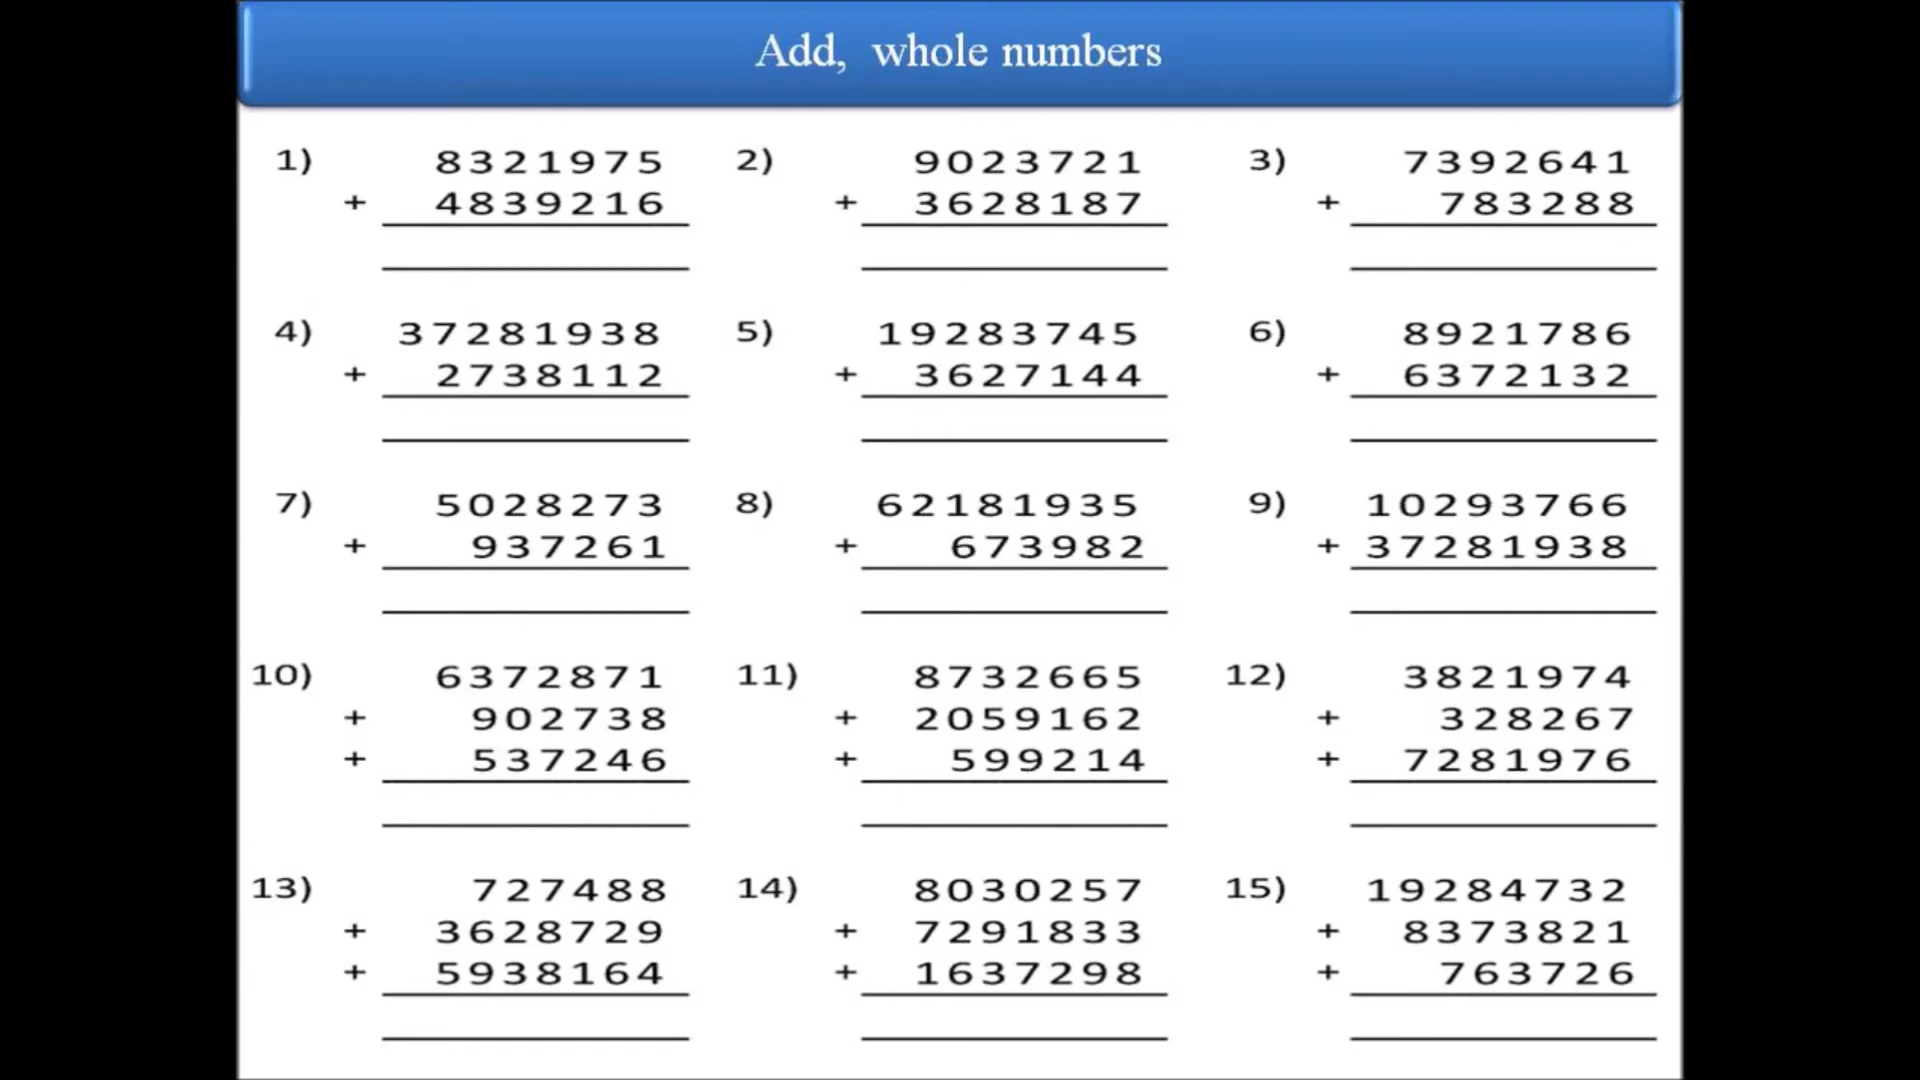 Add, whole numbers
1) 8321975 2) 9023721 3) 7392641
+ 4839216 + 3628187 + 783288
4) 37281938 5) 19283745 6) 8921786
+ 2738112 + 3627144 + 6372132
7) 5028273 8) 62181935 9) 10293766
+ 937261 + 673982 + 37281938
10) 6372871 11) 8732665 12) 3821974
+ 902738 + 2059162 + 328267
+ 537246 + 599214 + 7281976
13) 727488 14) 8030257 15) 19284732
+ 3628729 + 7291833 + 8373821
+ 5938164 + 1637298 + 763726